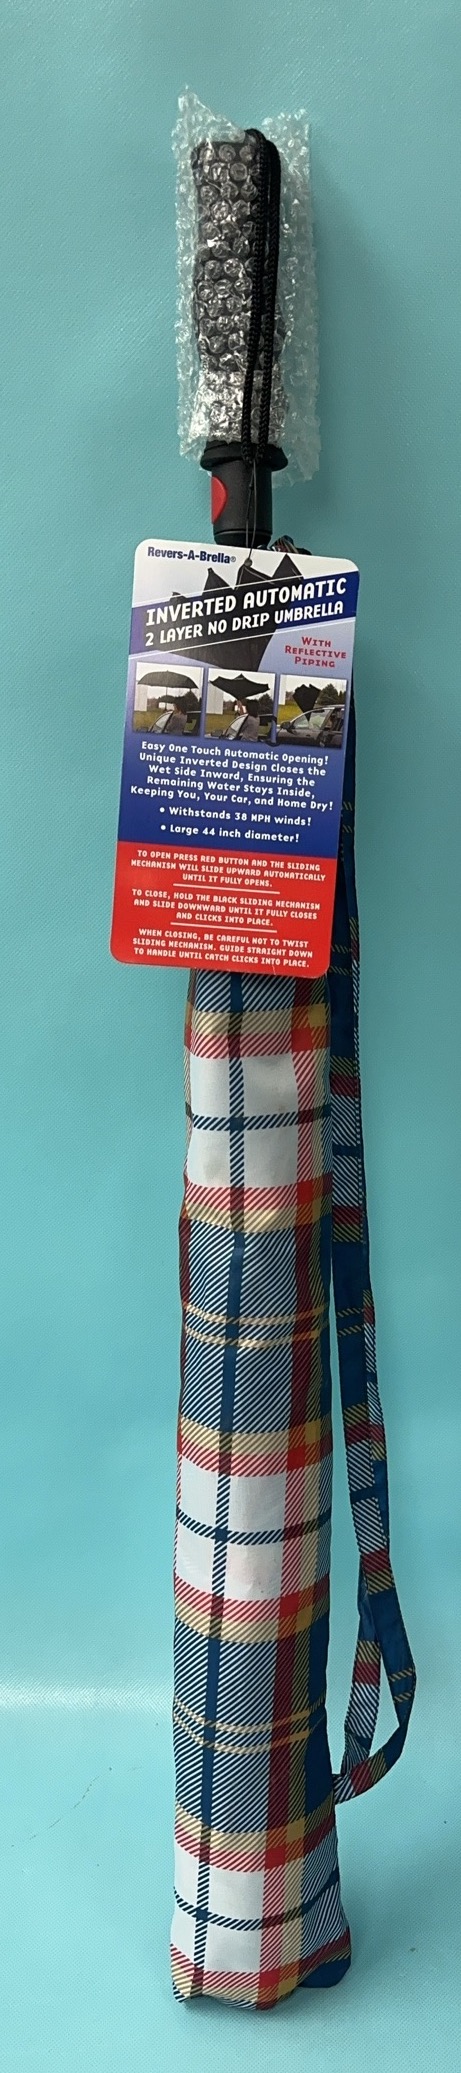 Revers-A-Brella®
INVERTED AUTOMATIC
2 LAYER NO DRIP UMBRELLA
WITH
REFLECTIVE
PIPING
Easy One Touch Automatic Opening!
Unique Inverted Design Closes the
Wet Side Inward, Ensuring the
Remaining Water Stays Inside,
Keeping You, Your Car, and Home Dry!
• Withstands 38 MPH winds!
• Large 44 inch diameter!
TO OPEN PRESS RED BUTTON AND THE SLIDING
MECHANISM WILL SLIDE UPWARD AUTOMATICALLY
UNTIL IT FULLY OPENS.
TO CLOSE, HOLD THE BLACK SLIDING MECHANISM
AND SLIDE DOWNWARD UNTIL IT FULLY CLOSES
AND CLICKS INTO PLACE.
WHEN CLOSING, BE CAREFUL NOT TO TWIST
SLIDING MECHANISM. GUIDE STRAIGHT DOWN
TO HANDLE UNTIL CATCH CLICKS INTO PLACE.